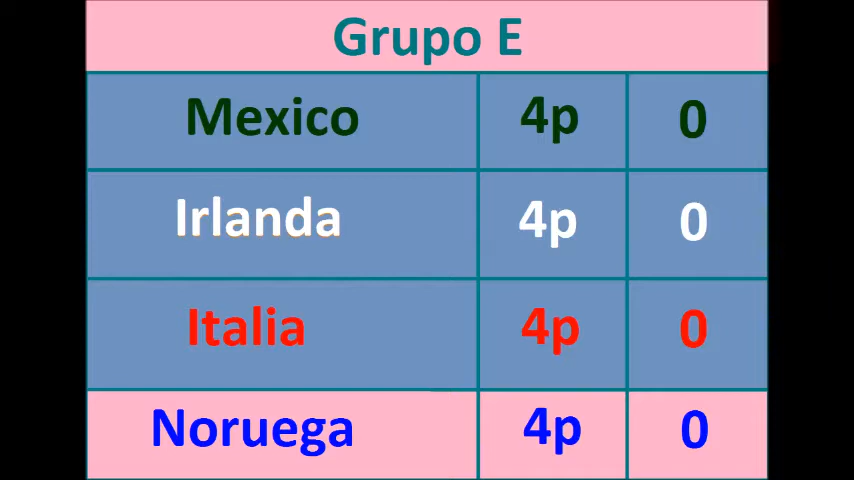 Grupo E
Mexico 4p 0
Irlanda 4p 0
Italia 4p 0
Noruega 4p 0